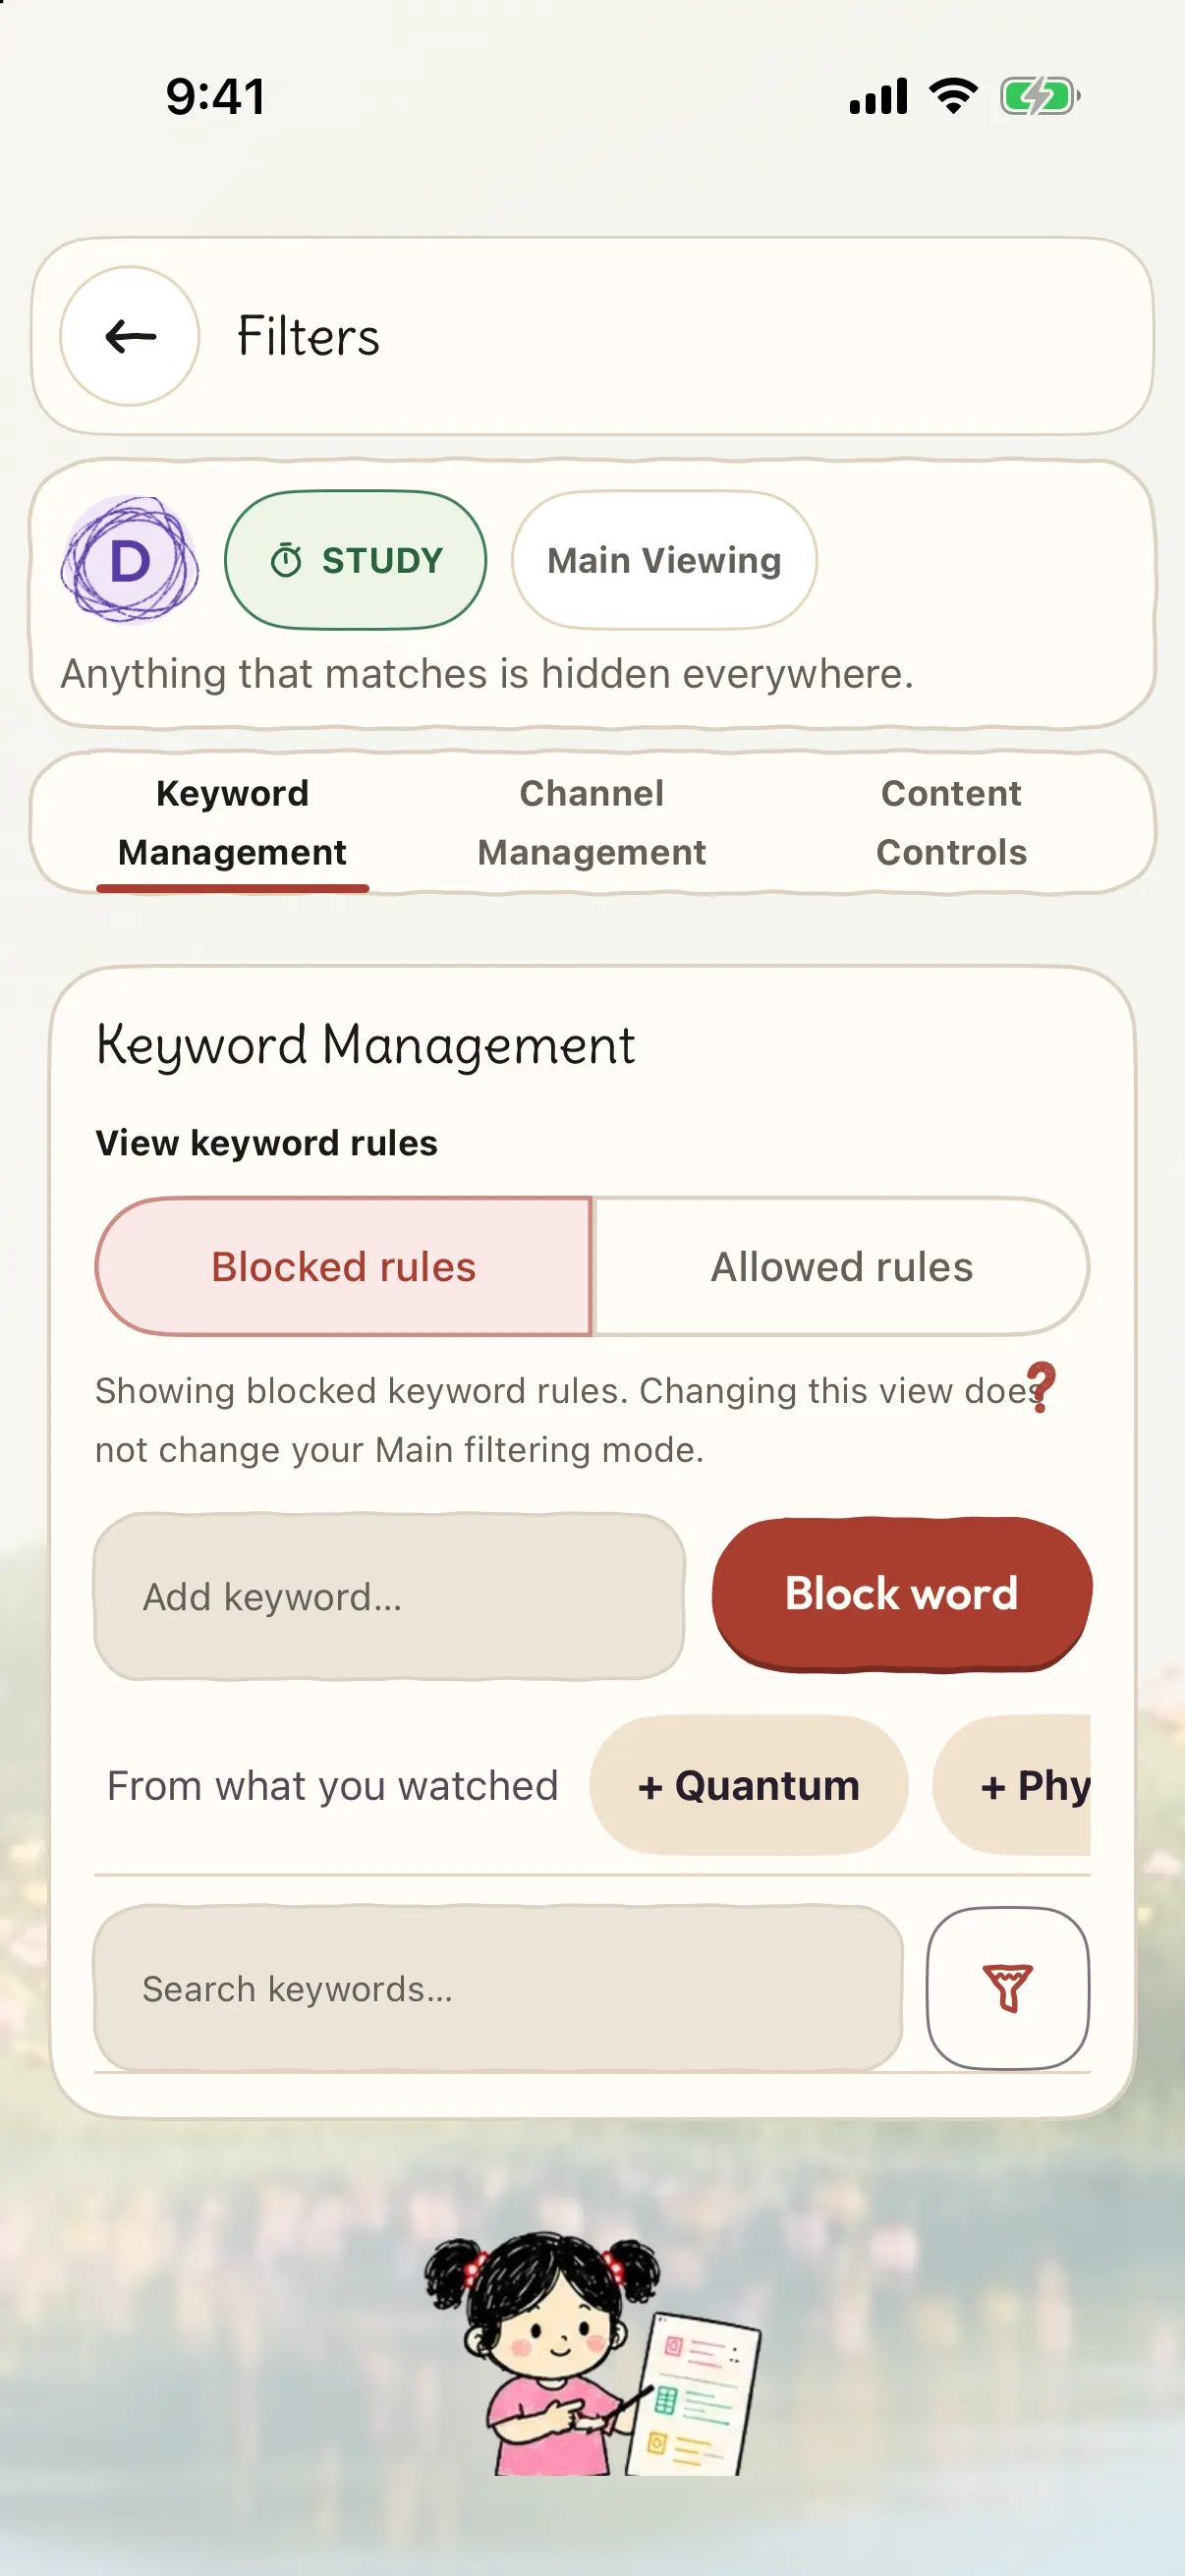 9:41
Filters
D
STUDY
Main Viewing
Anything that matches is hidden everywhere.
Keyword
Management
Channel
Management
Content
Controls
Keyword Management
View keyword rules
Blocked rules
Allowed rules
Showing blocked keyword rules. Changing this view does
?
not change your Main filtering mode.
Add keyword...
Block word
From what you watched
+ Quantum
+ Phy
Search keywords...